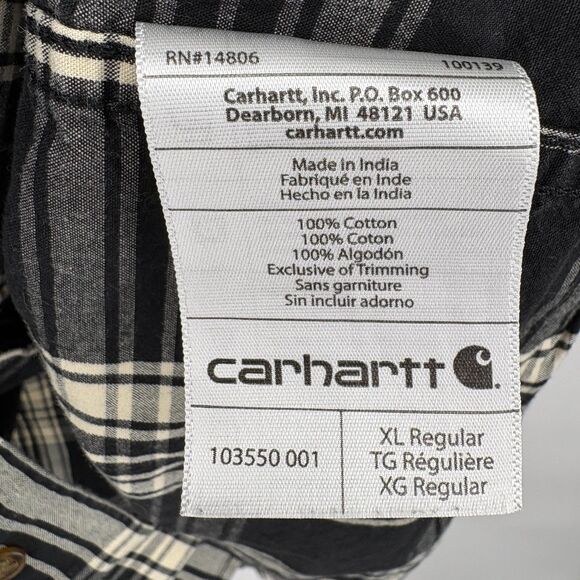 RN#14806
100139
Carhartt, Inc. P.O. Box 600
Dearborn, MI 48121 USA
carhartt.com
Made in India
Fabriqué en Inde
Hecho en la India
100% Cotton
100% Coton
100% Algodón
Exclusive of Trimming
Sans garniture
Sin incluir adorno
carhartt
103550 001
XL Regular
TG Régulière
XG Regular